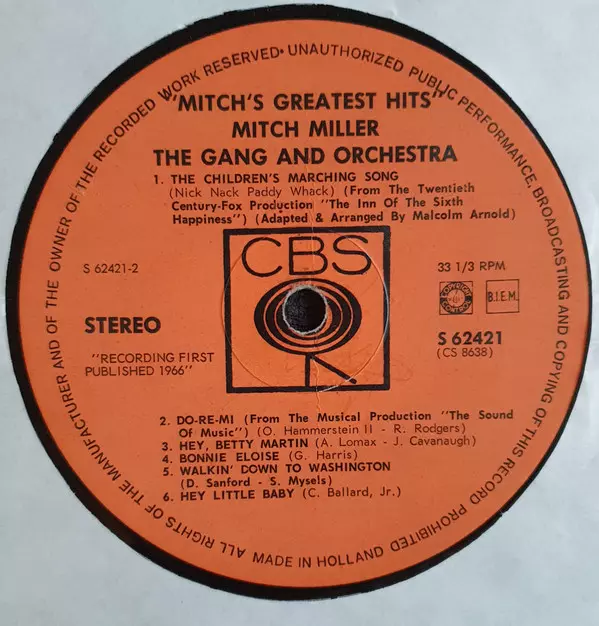 ALL RIGHTS OF THE MANUFACTURER AND OF THE OWNER OF THE RECORDED WORK RESERVED • UNAUTHORIZED PUBLIC PERFORMANCE, BROADCASTING AND COPYING OF THIS RECORD PROHIBITED
"MITCH'S GREATEST HITS"
MITCH MILLER
THE GANG AND ORCHESTRA
1. THE CHILDREN'S MARCHING SONG
(Nick Nack Paddy Whack) (From The Twentieth
Century-Fox Production "The Inn Of The Sixth
Happiness") (Adapted & Arranged By Malcolm Arnold)
CBS
S 62421-2
33 1/3 RPM
B.I.E.M.
STEREO
S 62421
(CS 8638)
"RECORDING FIRST
PUBLISHED 1966"
2. DO-RE-MI (From The Musical Production "The Sound
Of Music") (O. Hammerstein II - R. Rodgers)
3. HEY, BETTY MARTIN (A. Lomax - J. Cavanaugh)
4. BONNIE ELOISE (G. Harris)
5. WALKIN' DOWN TO WASHINGTON
(D. Sanford - S. Mysels)
6. HEY LITTLE BABY (C. Ballard, Jr.)
MADE IN HOLLAND